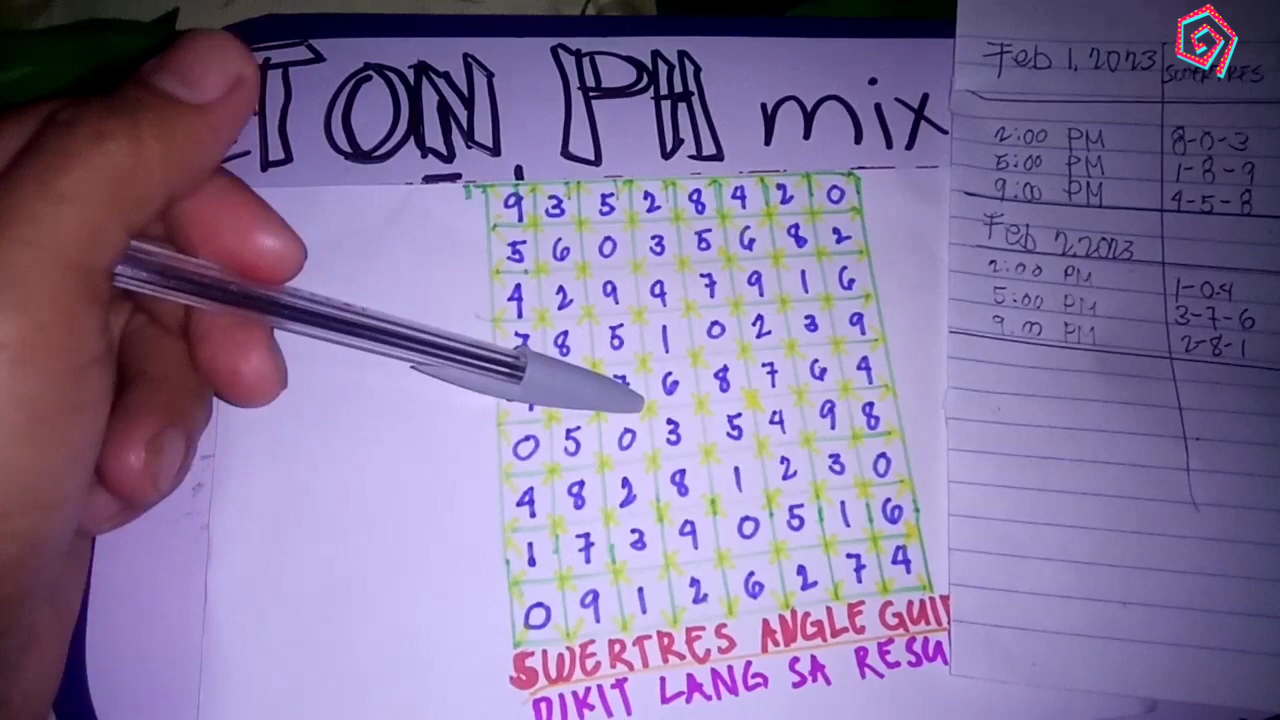 TON PH mix
9 3 5 2 8 4 2 0
5 6 0 3 5 6 8 2
4 2 9 9 7 9 1 6
7 8 5 1 0 2 3 9
7 6 8 7 6 4
0 5 0 3 5 4 9 8
4 8 2 8 1 2 3 0
1 7 3 9 0 5 1 6
0 9 1 2 6 2 7 4
SWERTRES ANGLE GUI
DIKIT LANG SA RESU
Feb 1, 2023 SWERTRES
2:00 PM 8-0-3
5:00 PM 1-8-9
9:00 PM 4-5-8
Feb 2, 2023
2:00 PM 1-0-4
5:00 PM 3-7-6
9:00 PM 2-8-1